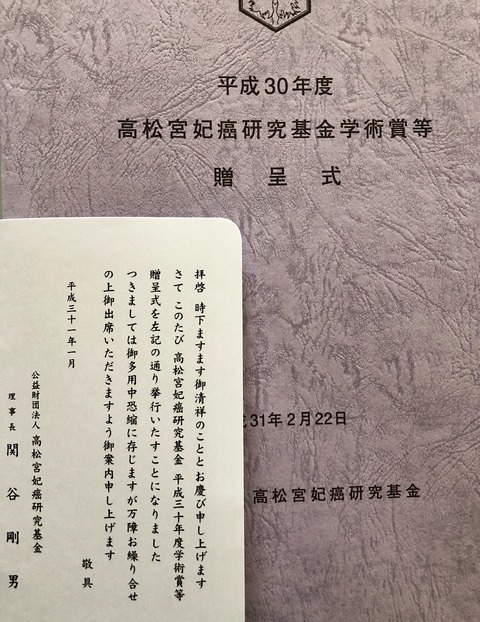 平成30年度
高松宮妃癌研究基金学術賞等
贈呈式
31年2月22日
高松宮妃癌研究基金
拝啓 時下ますます御清祥のこととお慶び申し上げます
さて このたび 高松宮妃癌研究基金 平成三十年度学術賞等
贈呈式を左記の通り挙行いたすことになりました
つきましては御多用中恐縮に存じますが万障お繰り合せ
の上御出席いただきますよう御案内申し上げます
敬具
平成三十一年一月
公益財団法人 高松宮妃癌研究基金
理事長 関谷剛男